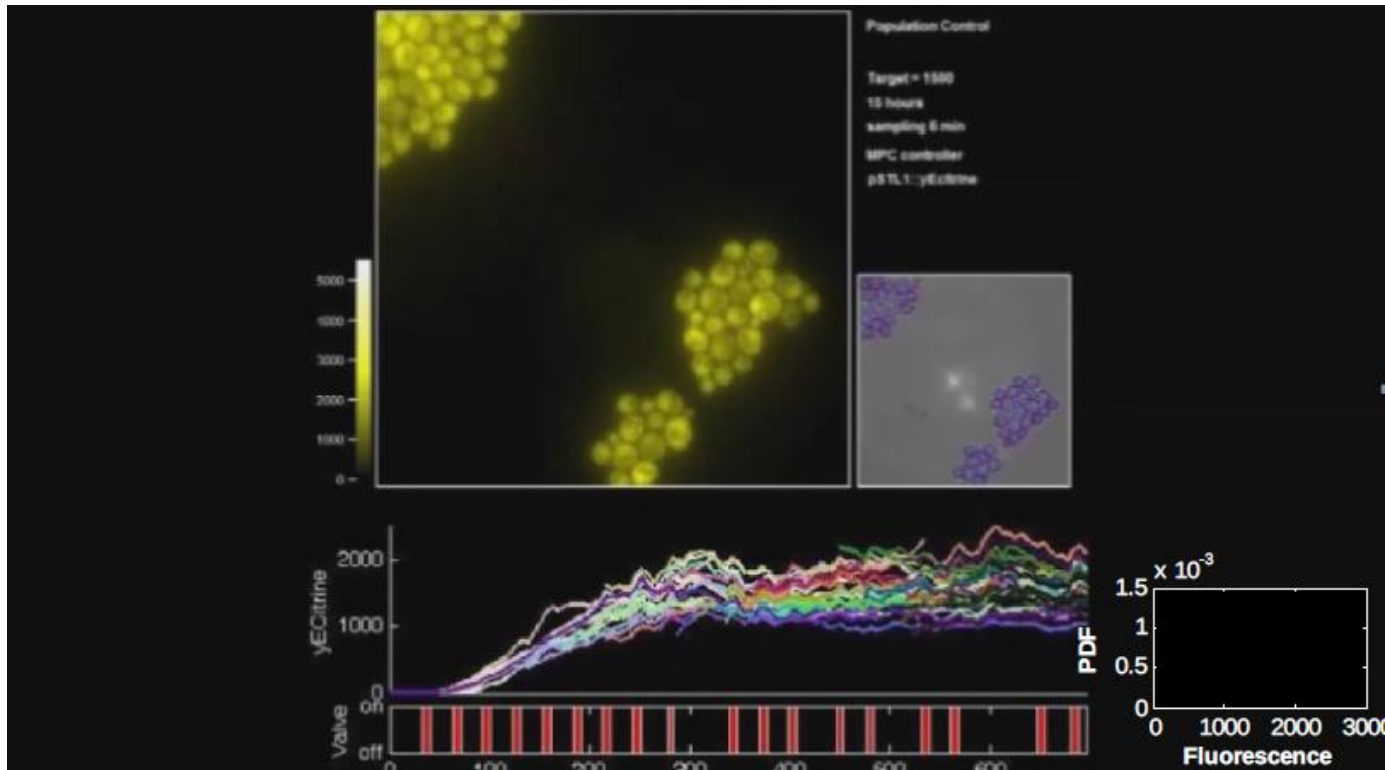 Population Control
Target = 1500
15 hours
sampling 6 min
MPC controller
pSTL1::yEcitrine
5000
4000
3000
2000
1000
0
yECitrine
2000
1000
0
Valve
on
off
0 100 200 300 400 500 600
x 10-3
PDF
1.5
1
0.5
0
0 1000 2000 3000
Fluorescence